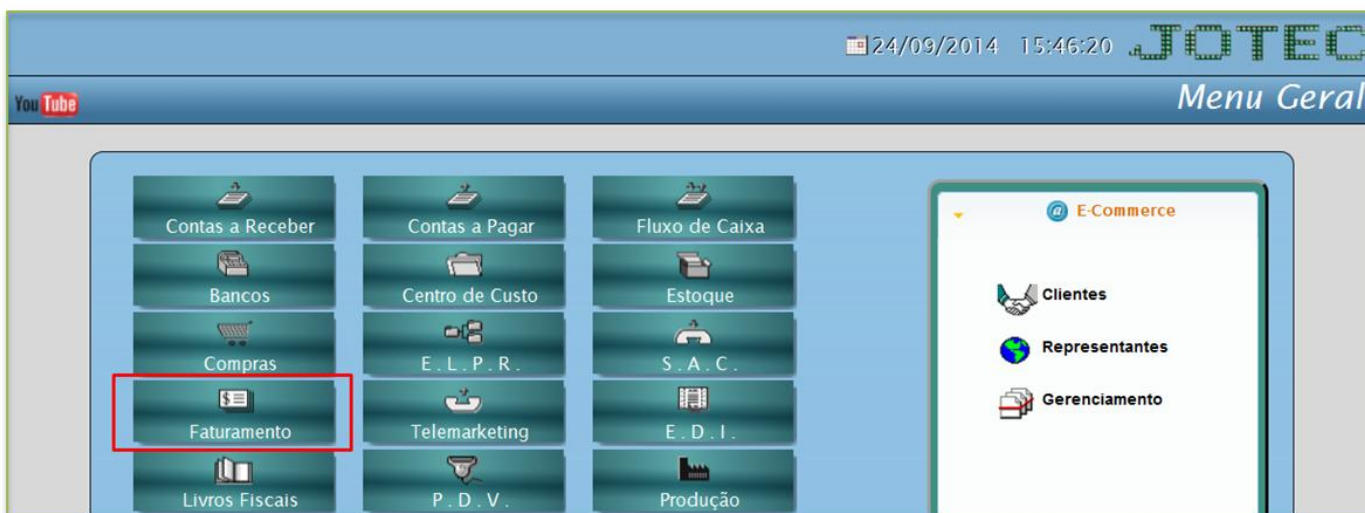 24/09/2014 15:46:20 JOTEC
You Tube
Menu Geral
Contas a Receber
Contas a Pagar
Fluxo de Caixa
Bancos
Centro de Custo
Estoque
Compras
E.L.P.R.
S.A.C.
Faturamento
Telemarketing
E.D.I.
Livros Fiscais
P.D.V.
Produção
@ E-Commerce
Clientes
Representantes
Gerenciamento